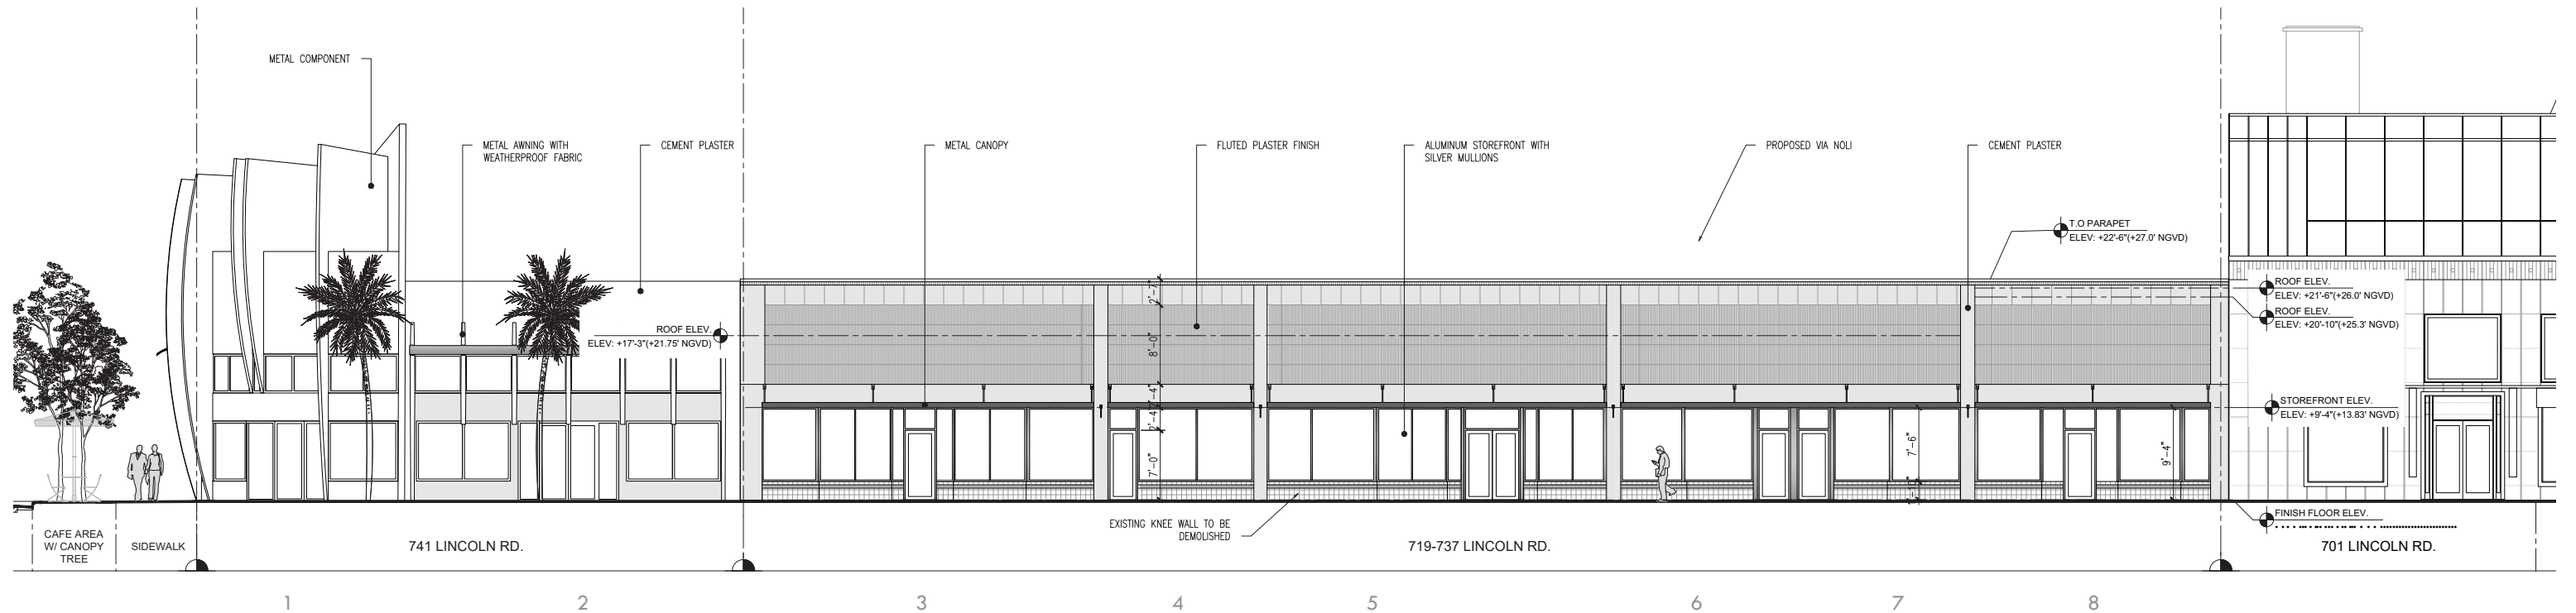 METAL COMPONENT
METAL AWNING WITH
WEATHERPROOF FABRIC
CEMENT PLASTER
METAL CANOPY
FLUTED PLASTER FINISH
ALUMINUM STOREFRONT WITH
SILVER MULLIONS
PROPOSED VIA NOLI
CEMENT PLASTER
T.O PARAPET
ELEV: +22'-6"(+27.0' NGVD)
ROOF ELEV.
ELEV: +21'-6"(+26.0' NGVD)
ROOF ELEV.
ELEV: +20'-10"(+25.3' NGVD)
ROOF ELEV.
ELEV: +17'-3"(+21.75' NGVD)
2'-7"
8'-0"
2'-4"
7'-0"
7'-6"
9'-4"
STOREFRONT ELEV.
ELEV: +9'-4"(+13.83' NGVD)
FINISH FLOOR ELEV.
EXISTING KNEE WALL TO BE
DEMOLISHED
CAFE AREA
W/ CANOPY
TREE
SIDEWALK
741 LINCOLN RD.
719-737 LINCOLN RD.
701 LINCOLN RD.
1 2 3 4 5 6 7 8